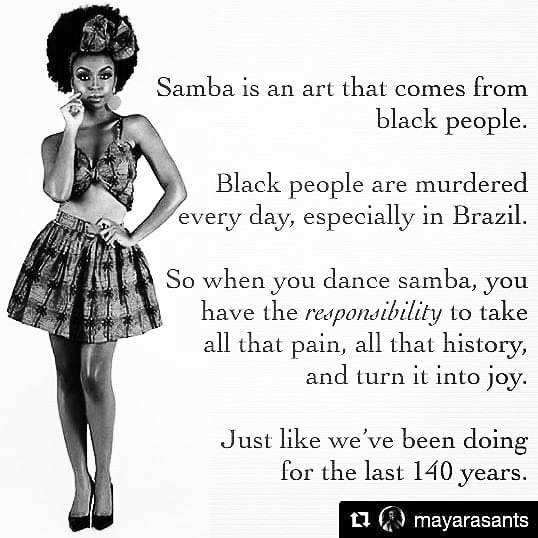 Samba is an art that comes from
black people.
Black people are murdered
every day, especially in Brazil.
So when you dance samba, you
have the responsibility to take
all that pain, all that history,
and turn it into joy.
Just like we've been doing
for the last 140 years.
mayarasants